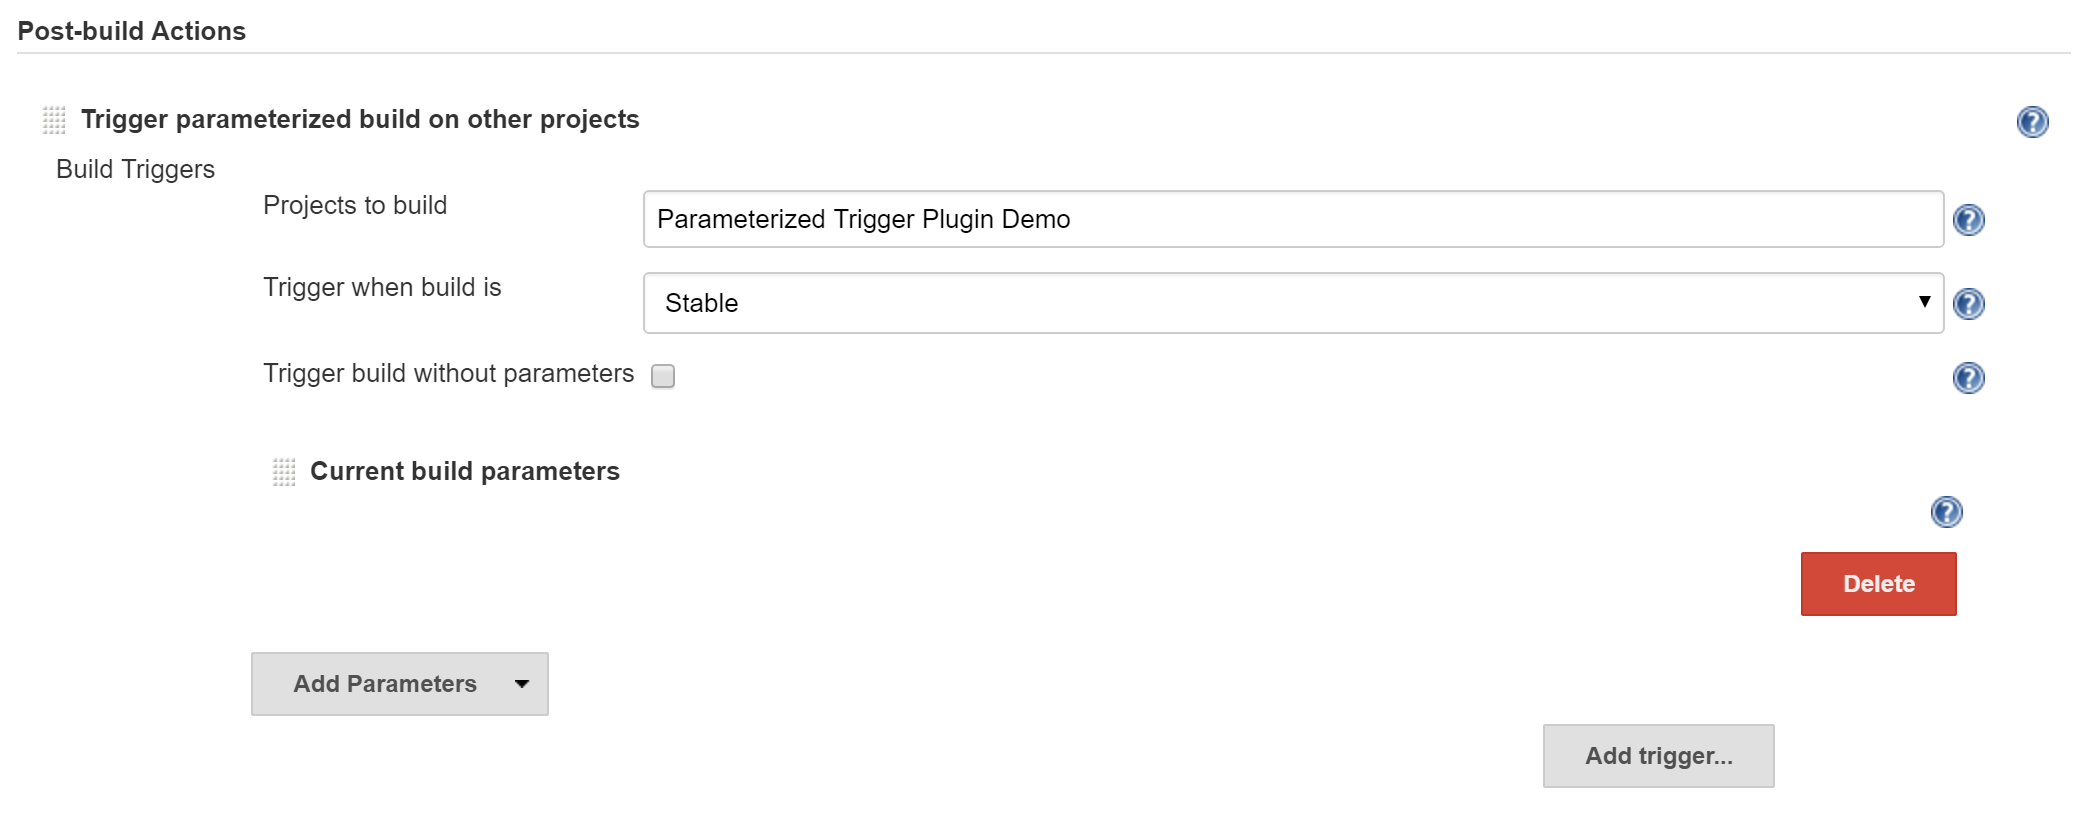 Post-build Actions
Trigger parameterized build on other projects
Build Triggers
Projects to build
Parameterized Trigger Plugin Demo
Trigger when build is
Stable
Trigger build without parameters
Current build parameters
Delete
Add Parameters
Add trigger...